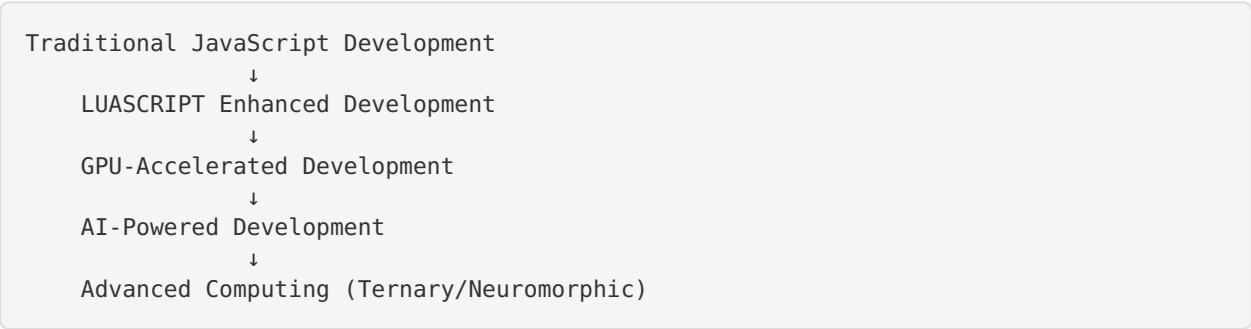 Traditional JavaScript Development
↓
LUASCRIPT Enhanced Development
↓
GPU-Accelerated Development
↓
AI-Powered Development
↓
Advanced Computing (Ternary/Neuromorphic)